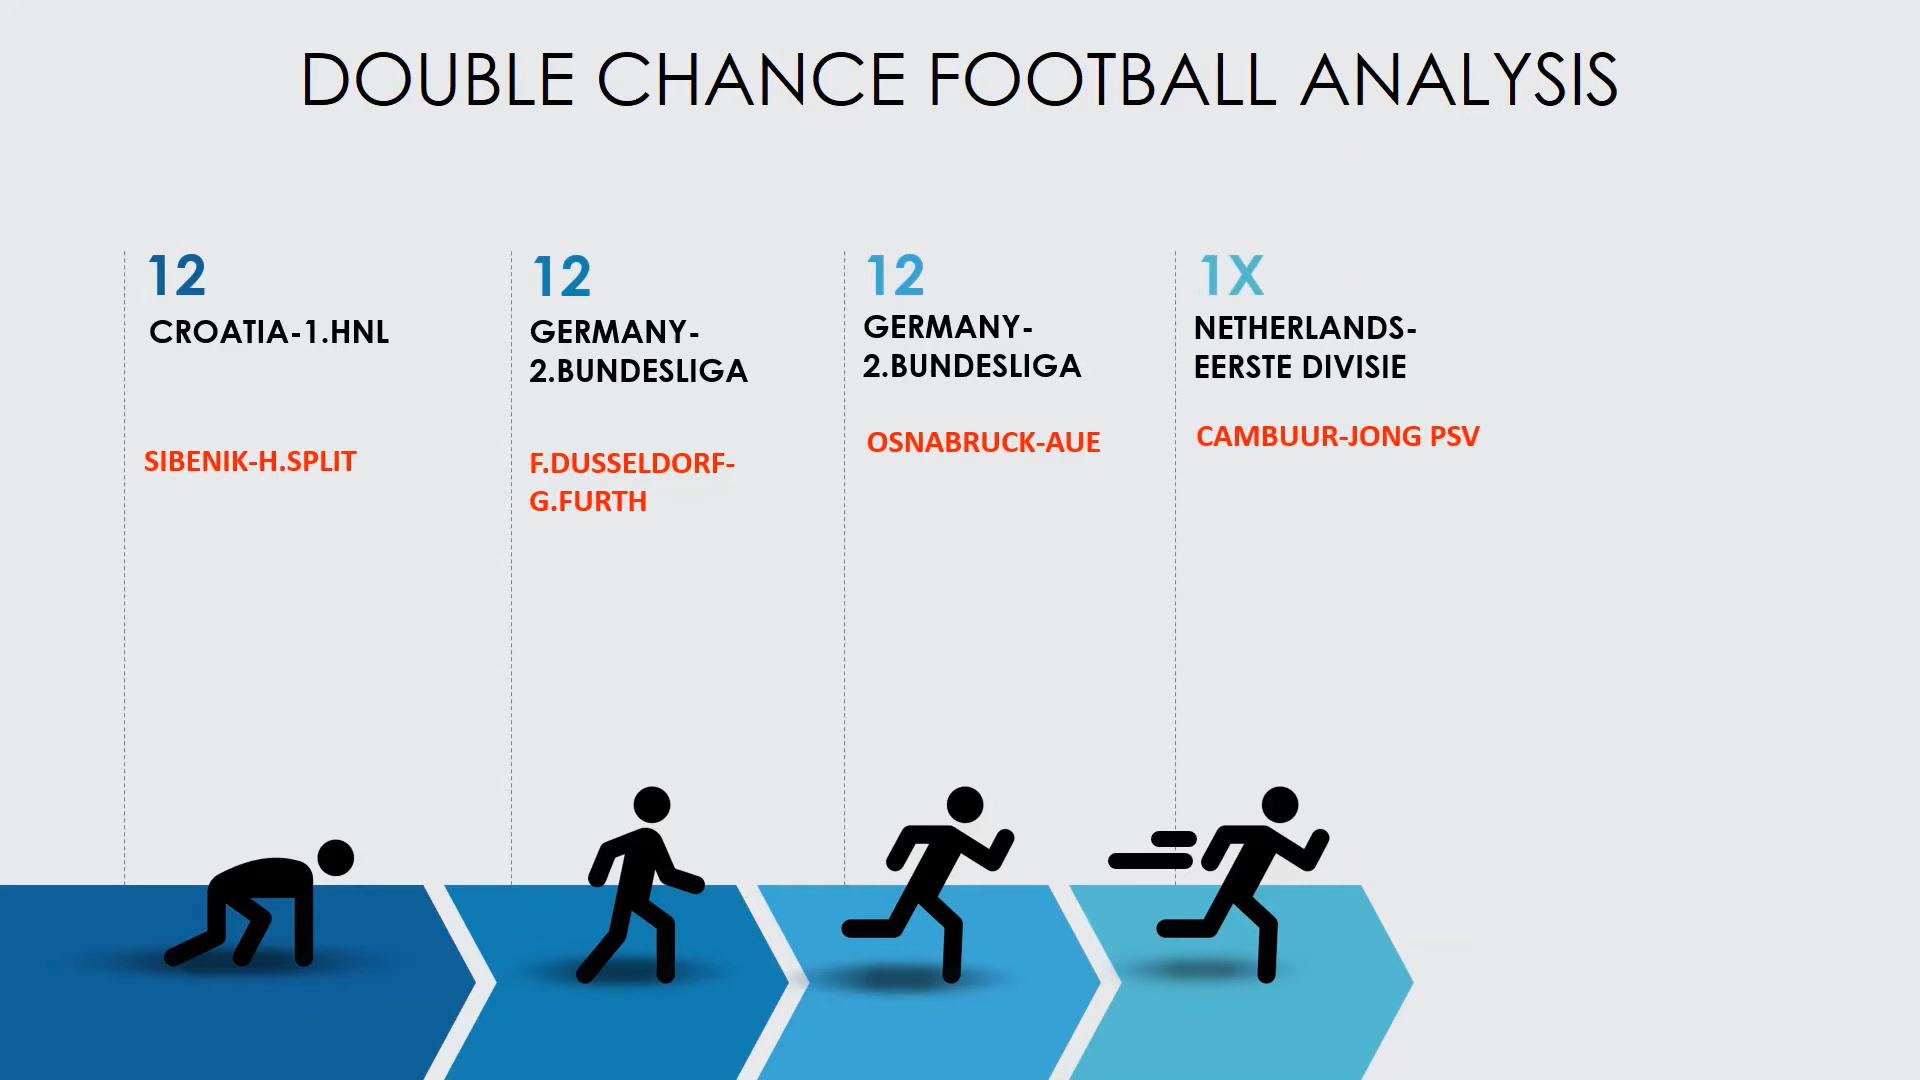 DOUBLE CHANCE FOOTBALL ANALYSIS
12
CROATIA-1.HNL
SIBENIK-H.SPLIT
12
GERMANY-
2.BUNDESLIGA
F.DUSSELDORF-
G.FURTH
12
GERMANY-
2.BUNDESLIGA
OSNABRUCK-AUE
1X
NETHERLANDS-
EERSTE DIVISIE
CAMBUUR-JONG PSV